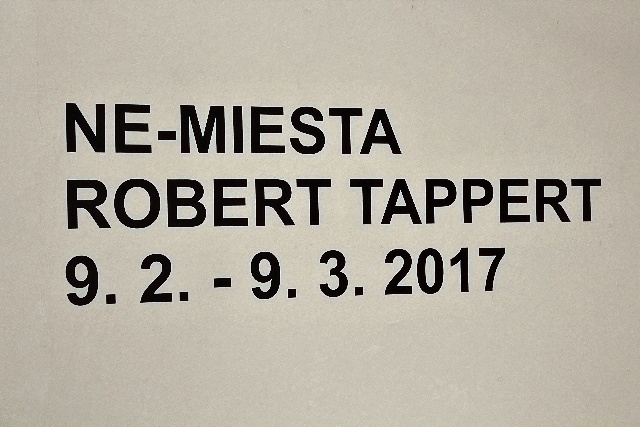 NE-MIESTA
ROBERT TAPPERT
9. 2. - 9. 3. 2017